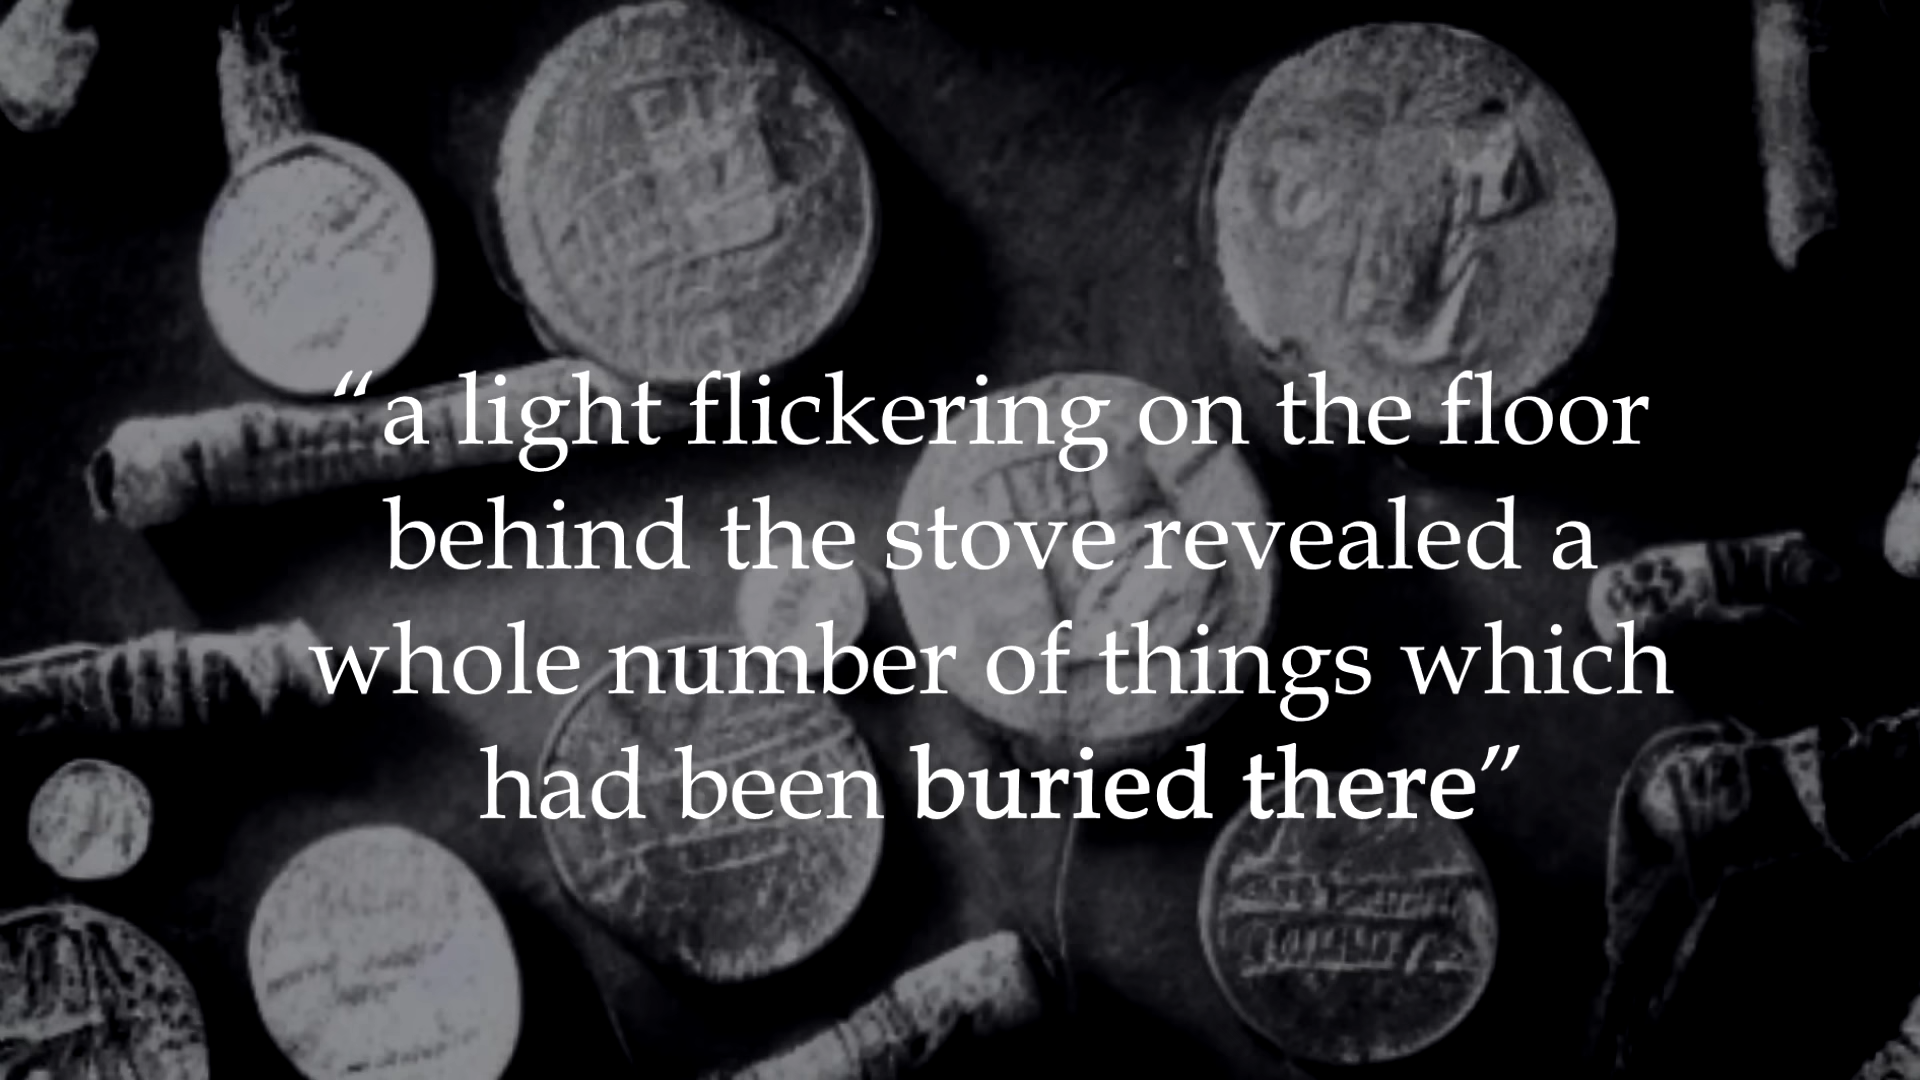 “a light flickering on the floor
behind the stove revealed a
whole number of things which
had been buried there”